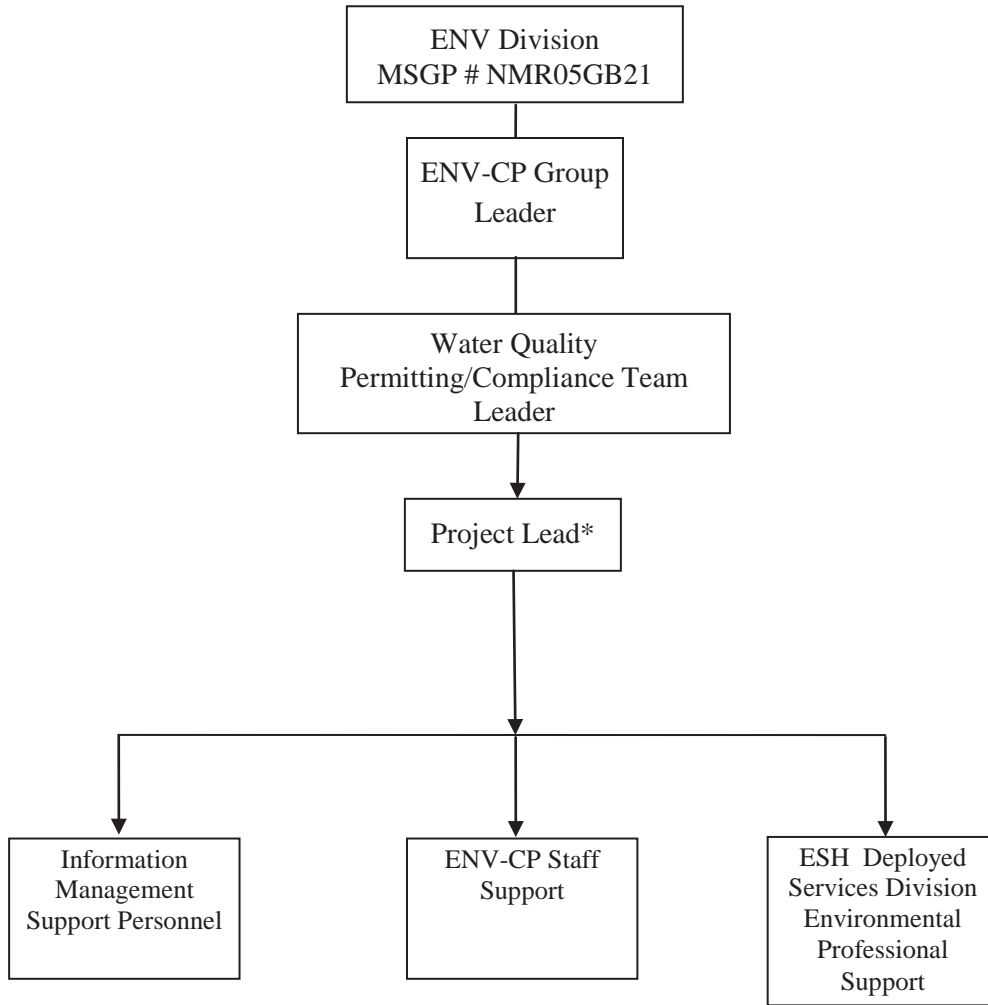 ENV Division
MSGP # NMR05GB21
ENV-CP Group
Leader
Water Quality
Permitting/Compliance Team
Leader
Project Lead*
Information
Management
Support Personnel
ENV-CP Staff
Support
ESH Deployed
Services Division
Environmental
Professional
Support